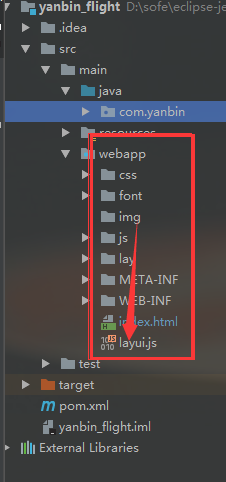 yanbin_flight D:\sofe\eclipse-je
.idea
src
main
java
com.yanbin
resources
webapp
css
font
img
js
lay
META-INF
WEB-INF
index.html
layui.js
test
target
pom.xml
yanbin_flight.iml
External Libraries